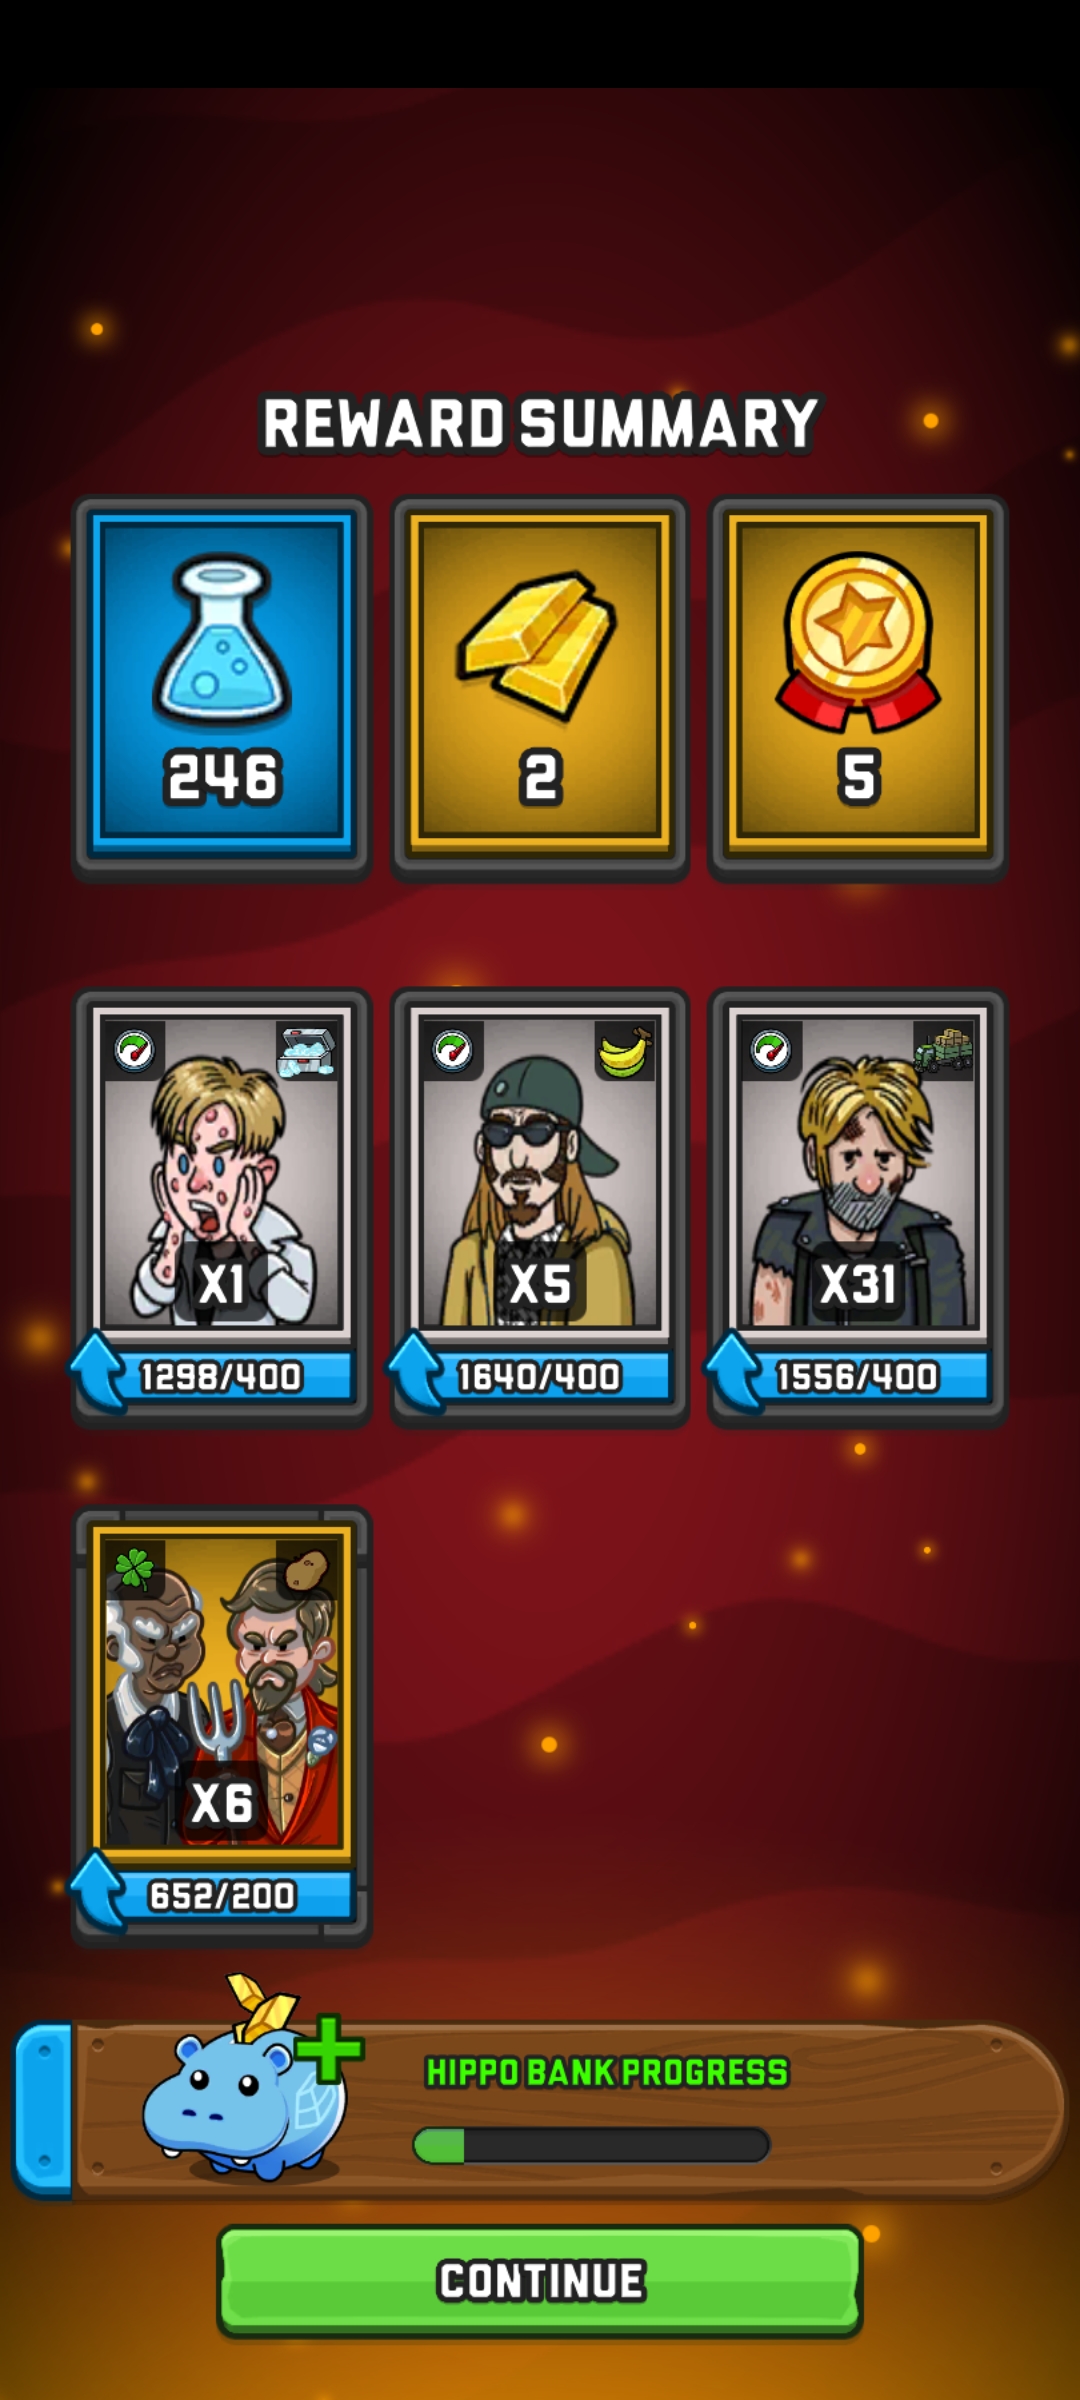 REWARD SUMMARY
246
2
5
X1
X5
X31
1298/400
1640/400
1556/400
X6
652/200
HIPPO BANK PROGRESS
CONTINUE